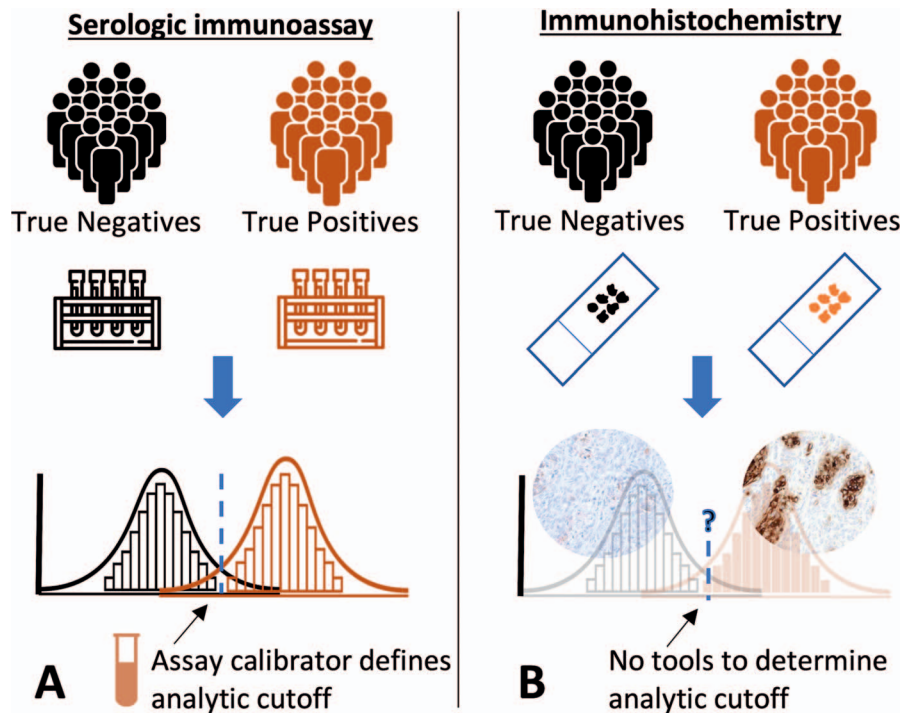 Serologic immunoassay
True Negatives
True Positives
Assay calibrator defines
analytic cutoff
A
Immunohistochemistry
True Negatives
True Positives
?
No tools to determine
analytic cutoff
B